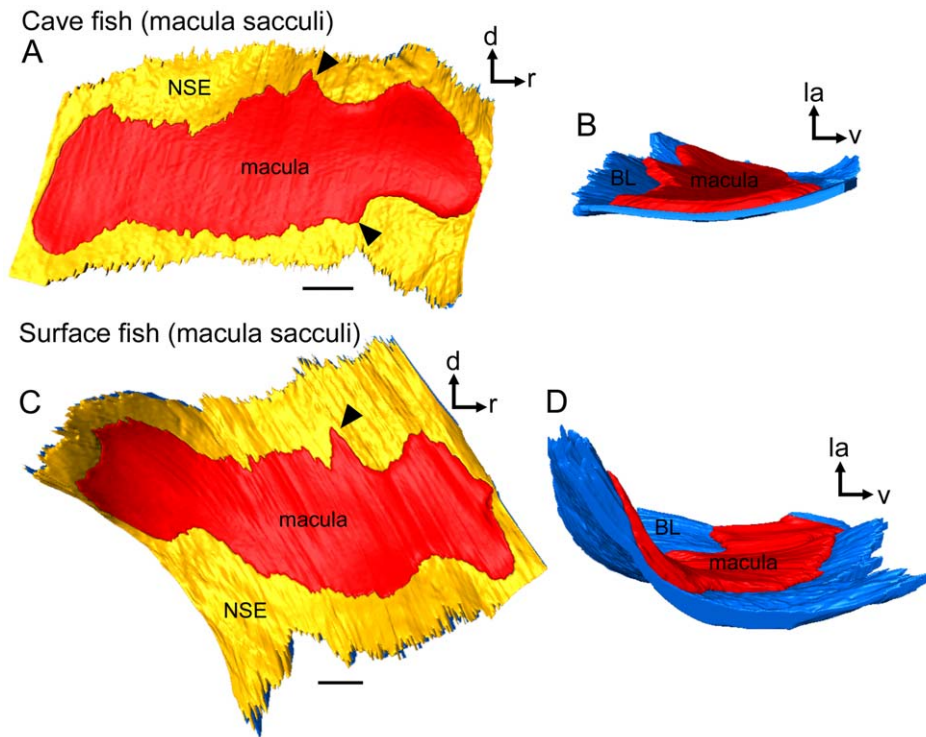 Cave fish (macula sacculi)
A
NSE
macula
d
r
B
la
v
BL
macula
Surface fish (macula sacculi)
C
macula
NSE
d
r
D
la
v
BL
macula